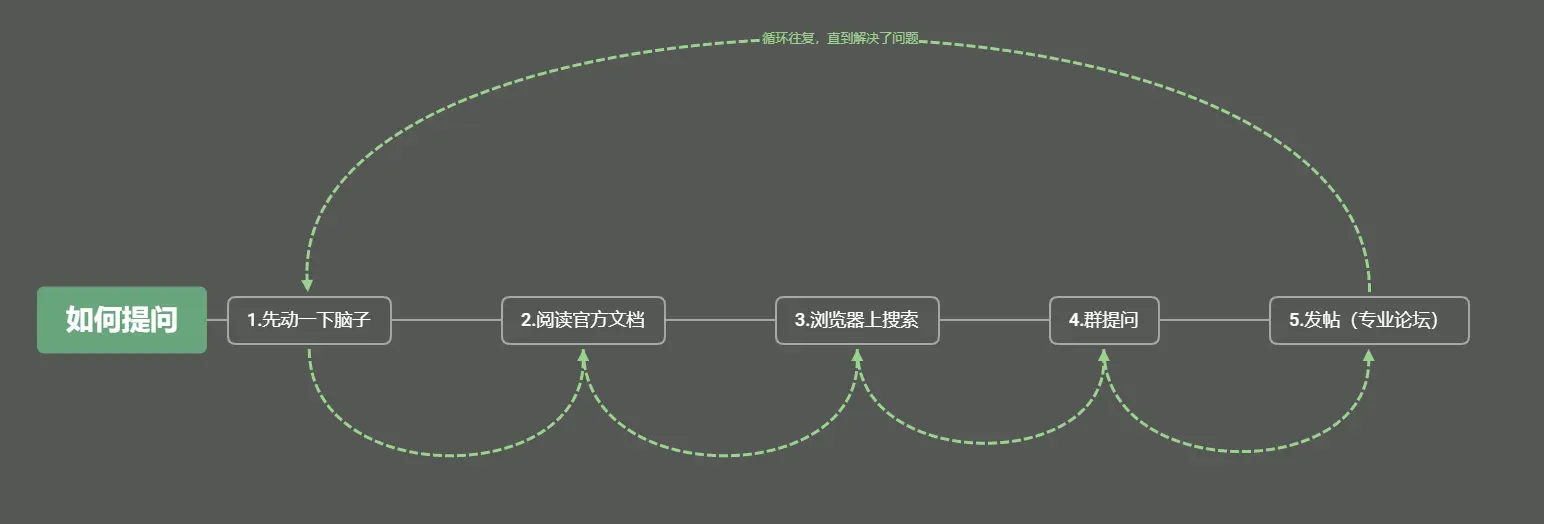 循环往复，直到解决了问题
如何提问
1.先动一下脑子
2.阅读官方文档
3.浏览器上搜索
4.群提问
5.发帖（专业论坛）